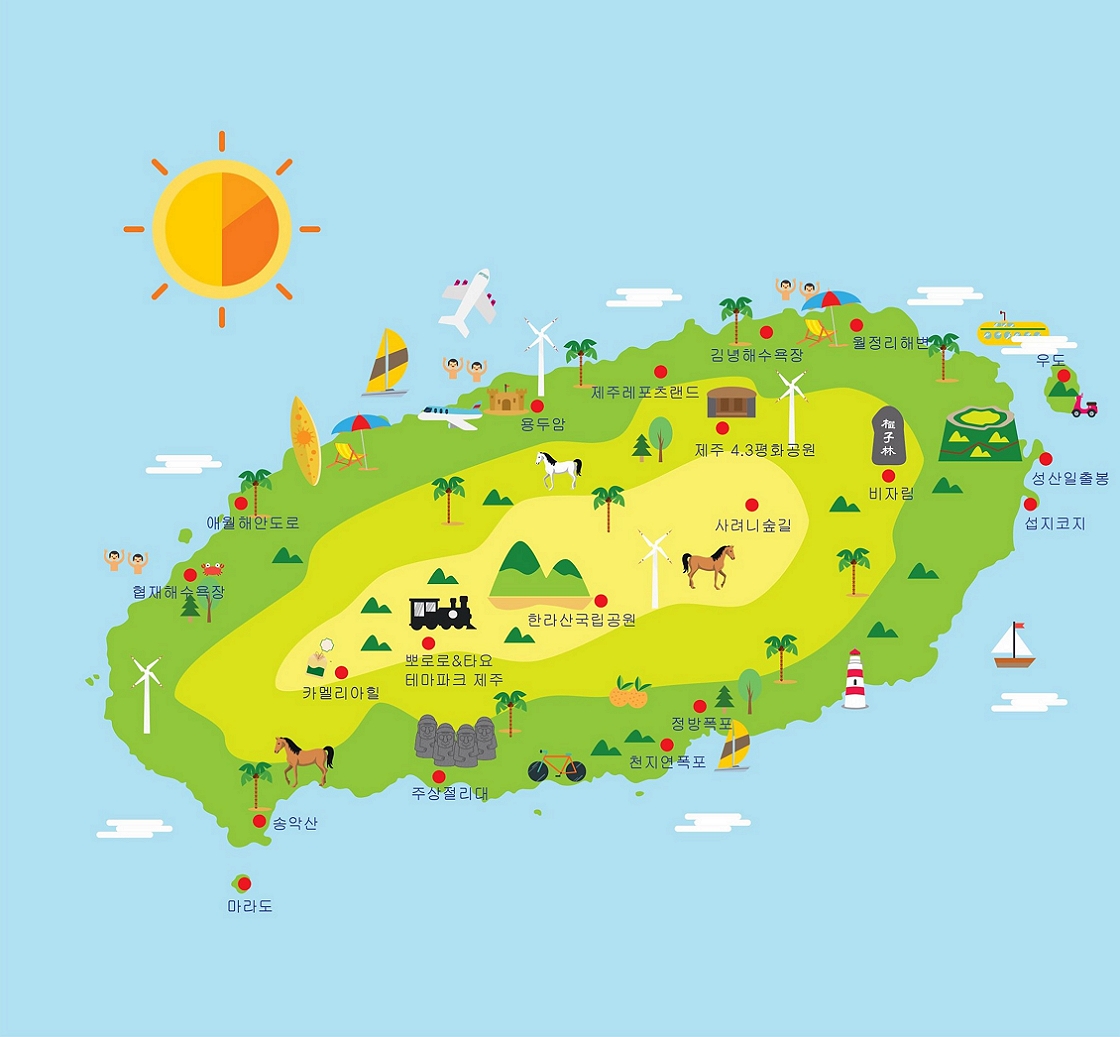 김녕해수욕장
월정리해변
우도
제주레포츠랜드
용두암
제주 4.3평화공원
榧子林
비자림
성산일출봉
애월해안도로
사려니숲길
섭지코지
협재해수욕장
한라산국립공원
뽀로로&타요
테마파크 제주
카멜리아힐
정방폭포
천지연폭포
주상절리대
송악산
마라도